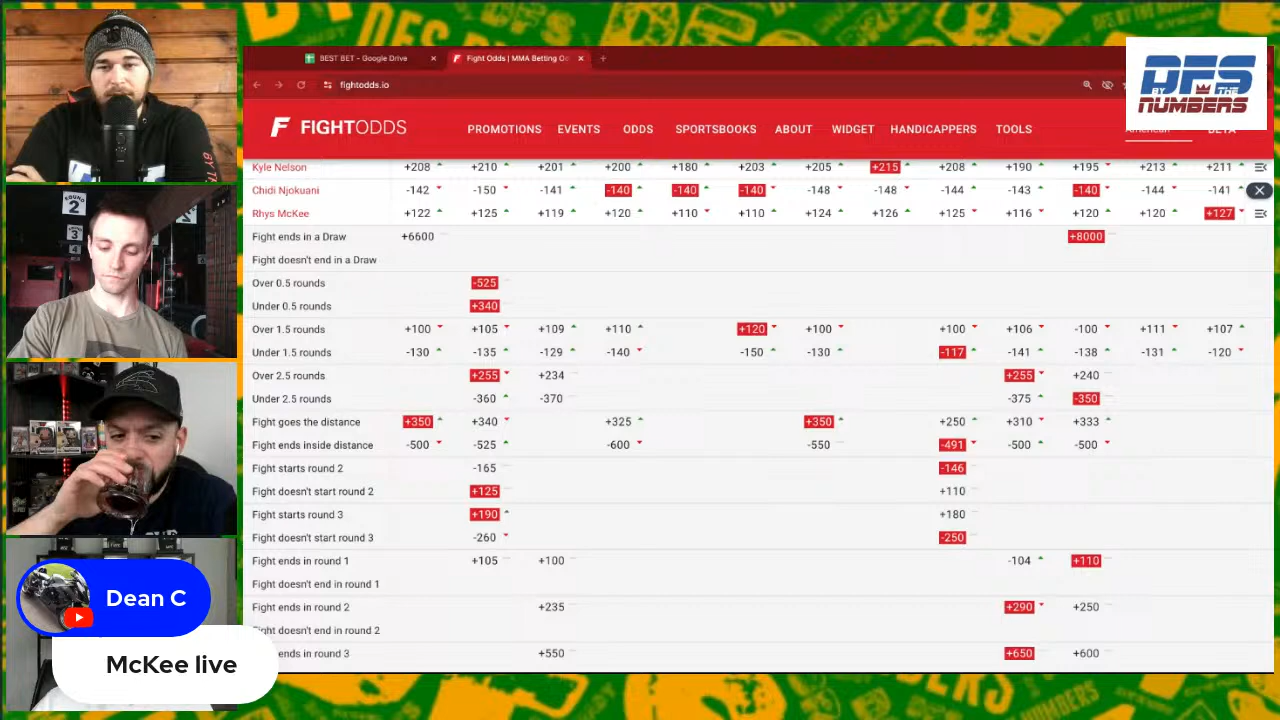 BEST BET - Google Drive
Fight Odds | MMA Betting Od
fightodds.io
DFS
BY THE
NUMBERS
FIGHTODDS
PROMOTIONS EVENTS ODDS SPORTSBOOKS ABOUT WIDGET HANDICAPPERS TOOLS
Kyle Nelson +208 +210 +201 +200 +180 +203 +205 +215 +208 +190 +195 +213 +211
Chidi Njokuani -142 -150 -141 -140 -140 -140 -148 -148 -144 -143 -140 -144 -141
Rhys McKee +122 +125 +119 +120 +110 +110 +124 +126 +125 +116 +120 +120 +127
Fight ends in a Draw +6600 +8000
Fight doesn't end in a Draw
Over 0.5 rounds -525
Under 0.5 rounds +340
Over 1.5 rounds +100 +105 +109 +110 +120 +100 +100 +106 -100 +111 +107
Under 1.5 rounds -130 -135 -129 -140 -150 -130 -117 -141 -138 -131 -120
Over 2.5 rounds +255 +234 +255 +240
Under 2.5 rounds -360 -370 -375 -350
Fight goes the distance +350 +340 +325 +350 +250 +310 +333
Fight ends inside distance -500 -525 -600 -550 -491 -500 -500
Fight starts round 2 -165 -146
Fight doesn't start round 2 +125 +110
Fight starts round 3 +190 +180
Fight doesn't start round 3 -260 -250
Fight ends in round 1 +105 +100 -104 +110
Fight doesn't end in round 1
Fight ends in round 2 +235 +290 +250
Fight doesn't end in round 2
ends in round 3 +550 +650 +600
ROUND
2
3
4
Dean C
McKee live